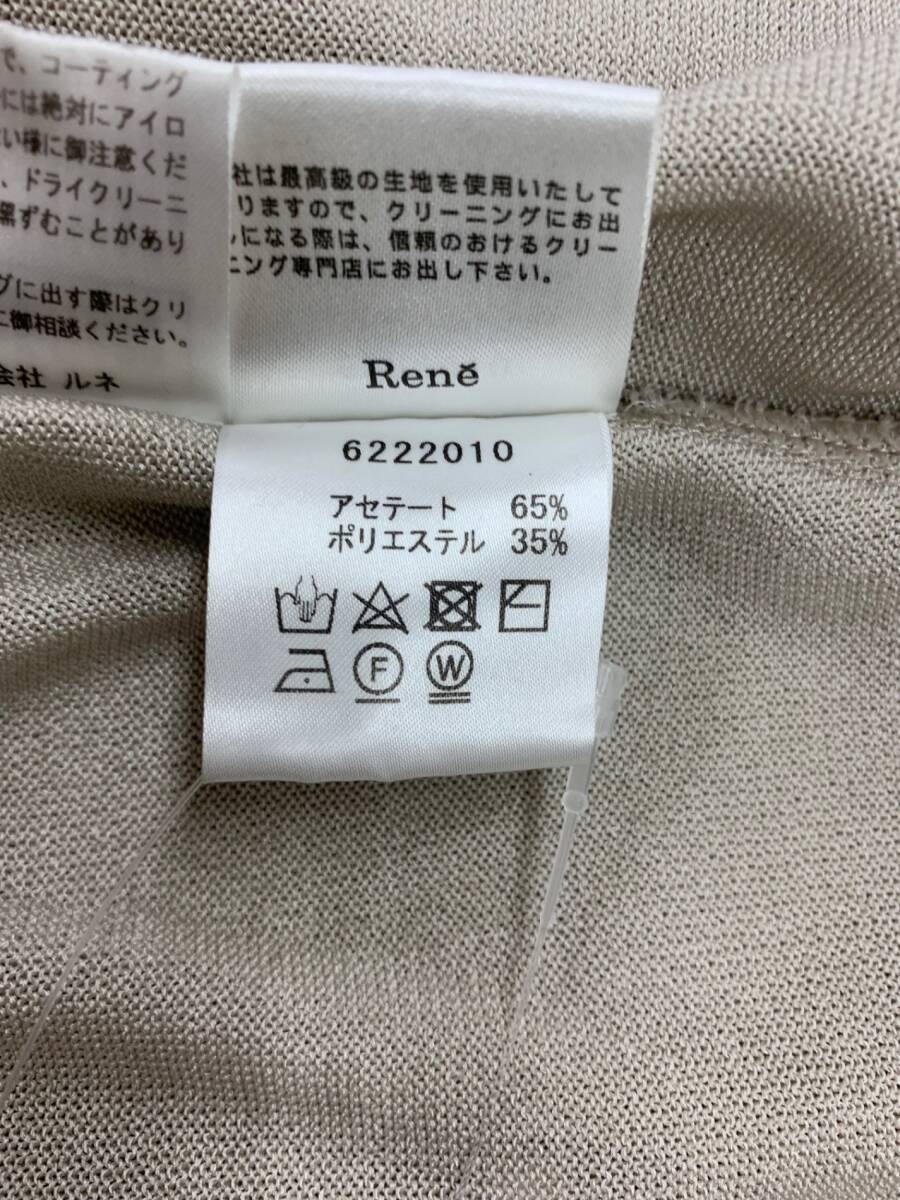 で、コーティング
には絶対にアイロ
い様に御注意くだ
、ドライクリーニ
黒ずむことがあり
グに出す際はクリ
に御相談ください。
会社 ルネ
社は最高級の生地を使用いたして
りますので、クリーニングにお出
しになる際は、信頼のおけるクリー
ニング専門店にお出し下さい。
Renĕ
6222010
アセテート 65%
ポリエステル 35%
F W